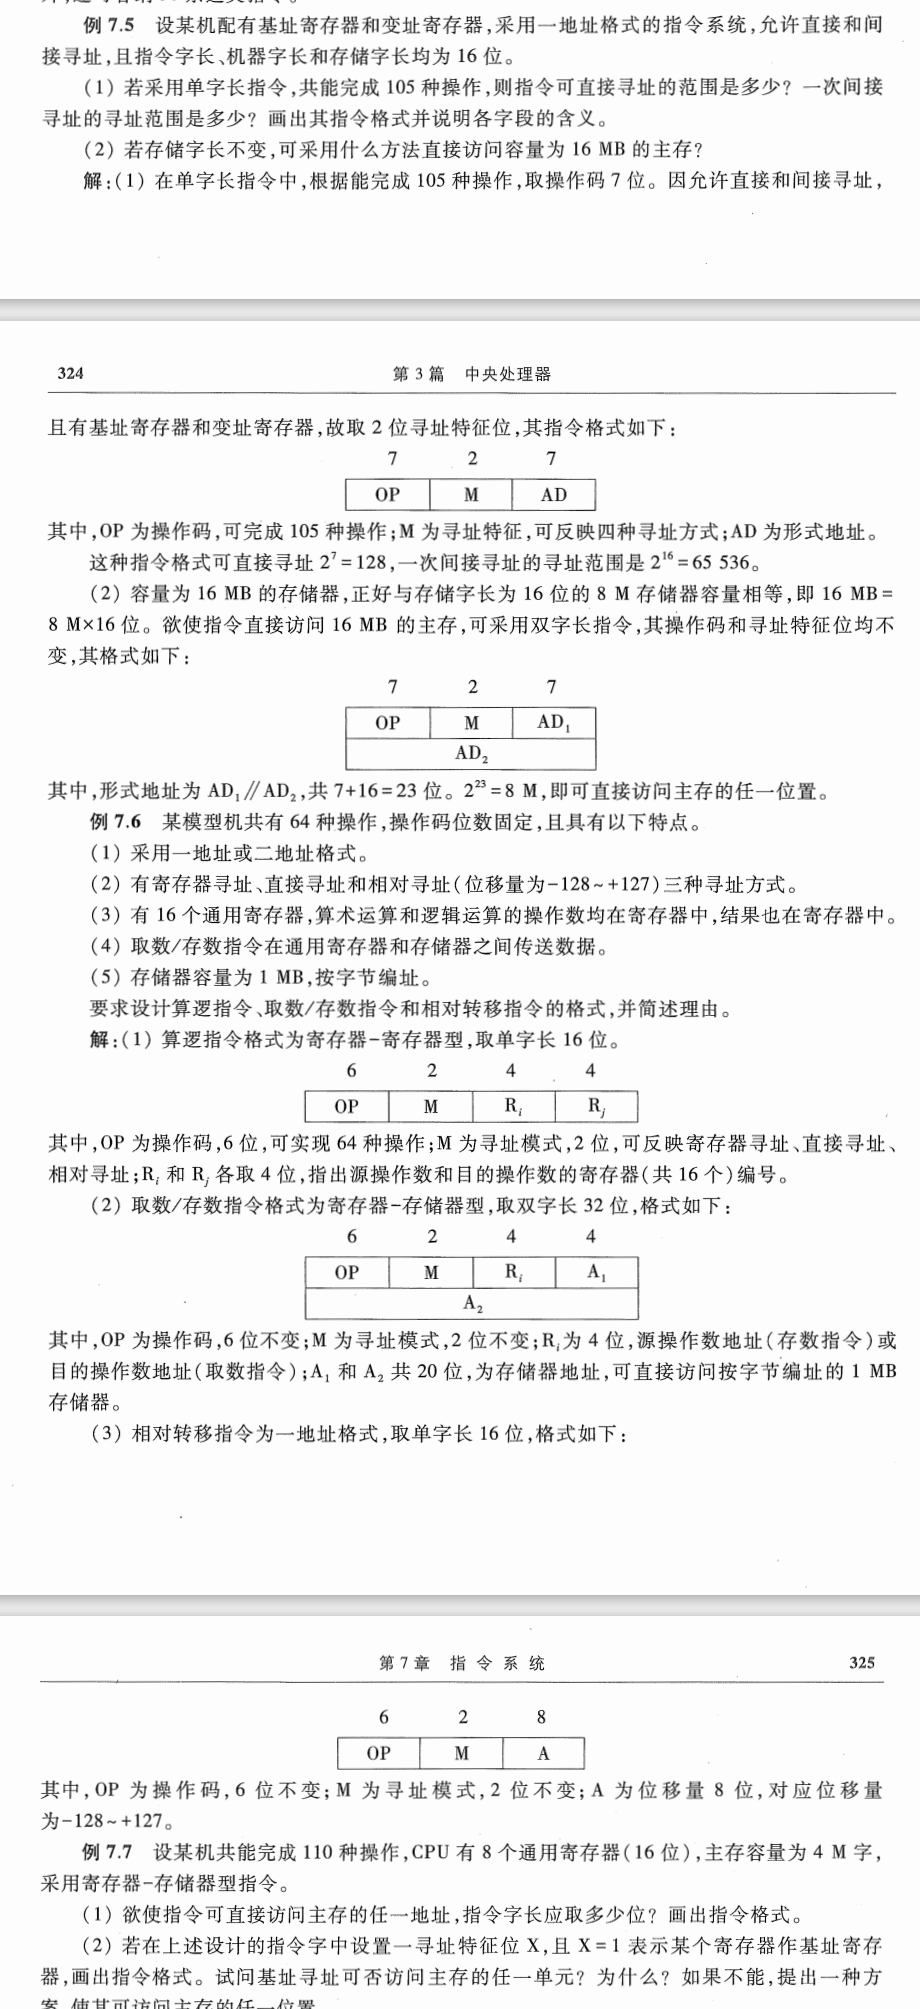 例 7.5 设某机配有基址寄存器和变址寄存器,采用一地址格式的指令系统,允许直接和间
接寻址,且指令字长、机器字长和存储字长均为 16 位。
(1) 若采用单字长指令,共能完成 105 种操作,则指令可直接寻址的范围是多少? 一次间接
寻址的寻址范围是多少? 画出其指令格式并说明各字段的含义。
(2) 若存储字长不变,可采用什么方法直接访问容量为 16 MB 的主存?
解:(1) 在单字长指令中,根据能完成 105 种操作,取操作码 7 位。因允许直接和间接寻址,
324 第 3 篇 中央处理器
且有基址寄存器和变址寄存器,故取 2 位寻址特征位,其指令格式如下:
7 2 7
OP M AD
其中,OP 为操作码,可完成 105 种操作;M 为寻址特征,可反映四种寻址方式;AD 为形式地址。
这种指令格式可直接寻址 2⁷=128,一次间接寻址的寻址范围是 2¹⁶=65 536。
(2) 容量为 16 MB 的存储器,正好与存储字长为 16 位的 8 M 存储器容量相等,即 16 MB=
8 M×16 位。欲使指令直接访问 16 MB 的主存,可采用双字长指令,其操作码和寻址特征位均不
变,其格式如下:
7 2 7
OP M AD₁
AD₂
其中,形式地址为 AD₁∥AD₂,共 7+16=23 位。2²³=8 M,即可直接访问主存的任一位置。
例 7.6 某模型机共有 64 种操作,操作码位数固定,且具有以下特点。
(1) 采用一地址或二地址格式。
(2) 有寄存器寻址、直接寻址和相对寻址(位移量为-128~+127)三种寻址方式。
(3) 有 16 个通用寄存器,算术运算和逻辑运算的操作数均在寄存器中,结果也在寄存器中。
(4) 取数/存数指令在通用寄存器和存储器之间传送数据。
(5) 存储器容量为 1 MB,按字节编址。
要求设计算逻指令、取数/存数指令和相对转移指令的格式,并简述理由。
解:(1) 算逻指令格式为寄存器-寄存器型,取单字长 16 位。
6 2 4 4
OP M Rᵢ Rⱼ
其中,OP 为操作码,6 位,可实现 64 种操作;M 为寻址模式,2 位,可反映寄存器寻址、直接寻址、
相对寻址;Rᵢ 和 Rⱼ 各取 4 位,指出源操作数和目的操作数的寄存器(共 16 个)编号。
(2) 取数/存数指令格式为寄存器-存储器型,取双字长 32 位,格式如下:
6 2 4 4
OP M Rᵢ A₁
A₂
其中,OP 为操作码,6 位不变;M 为寻址模式,2 位不变;Rᵢ为 4 位,源操作数地址(存数指令)或
目的操作数地址(取数指令);A₁ 和 A₂ 共 20 位,为存储器地址,可直接访问按字节编址的 1 MB
存储器。
(3) 相对转移指令为一地址格式,取单字长 16 位,格式如下:
第 7 章 指 令 系 统 325
6 2 8
OP M A
其中,OP 为操作码,6 位不变;M 为寻址模式,2 位不变;A 为位移量 8 位,对应位移量
为-128~+127。
例 7.7 设某机共能完成 110 种操作,CPU 有 8 个通用寄存器(16 位),主存容量为 4 M 字,
采用寄存器-存储器型指令。
(1) 欲使指令可直接访问主存的任一地址,指令字长应取多少位? 画出指令格式。
(2) 若在上述设计的指令字中设置一寻址特征位 X,且 X=1 表示某个寄存器作基址寄存
器,画出指令格式。试问基址寻址可否访问主存的任一单元? 为什么? 如果不能,提出一种方
案,使其可访问主存的任一位置